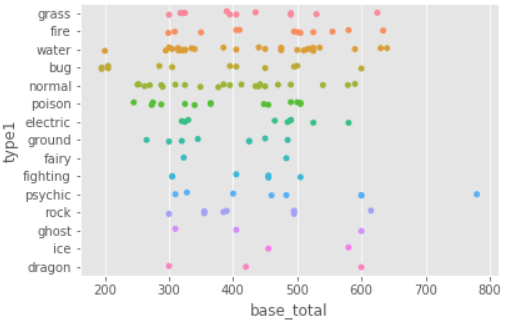 grass
fire
water
bug
normal
poison
electric
ground
fairy
fighting
psychic
rock
ghost
ice
dragon
type1
200 300 400 500 600 700 800
base_total